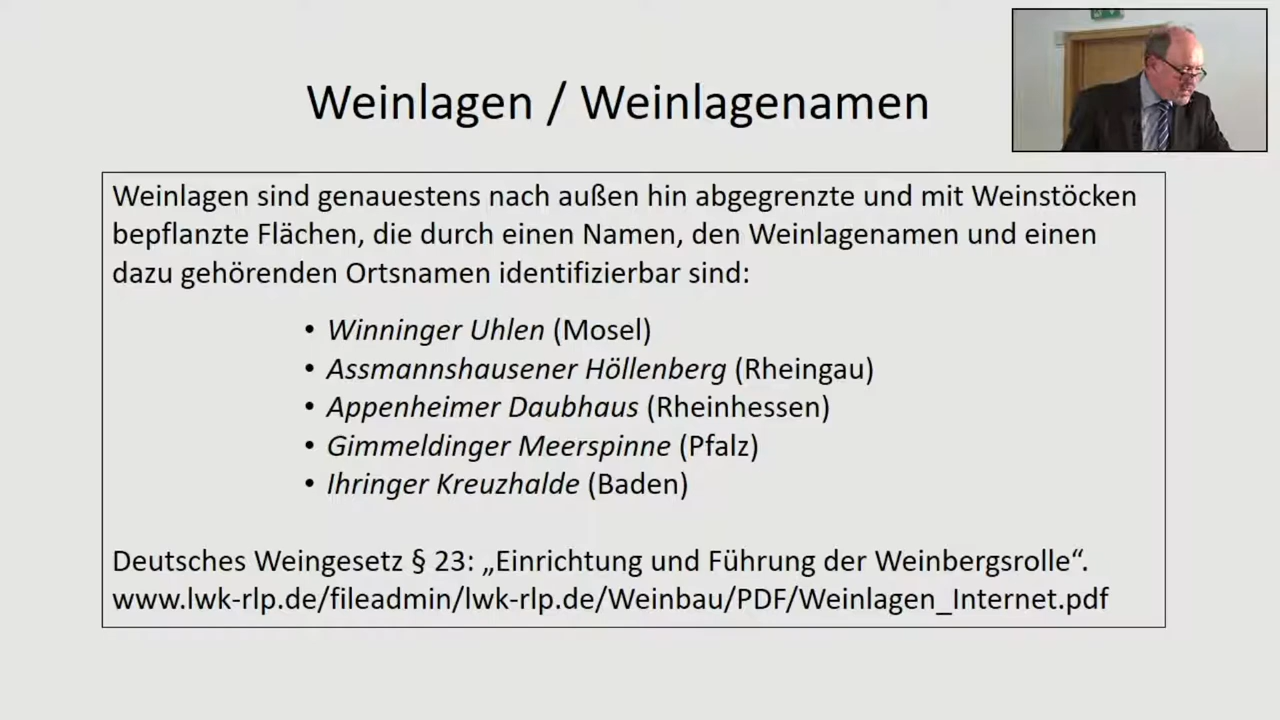 Weinlagen / Weinlagenamen
Weinlagen sind genauestens nach außen hin abgegrenzte und mit Weinstöcken
bepflanzte Flächen, die durch einen Namen, den Weinlagenamen und einen
dazu gehörenden Ortsnamen identifizierbar sind:
• Winninger Uhlen (Mosel)
• Assmannshausener Höllenberg (Rheingau)
• Appenheimer Daubhaus (Rheinhessen)
• Gimmeldinger Meerspinne (Pfalz)
• Ihringer Kreuzhalde (Baden)
Deutsches Weingesetz § 23: „Einrichtung und Führung der Weinbergsrolle“.
www.lwk-rlp.de/fileadmin/lwk-rlp.de/Weinbau/PDF/Weinlagen_Internet.pdf